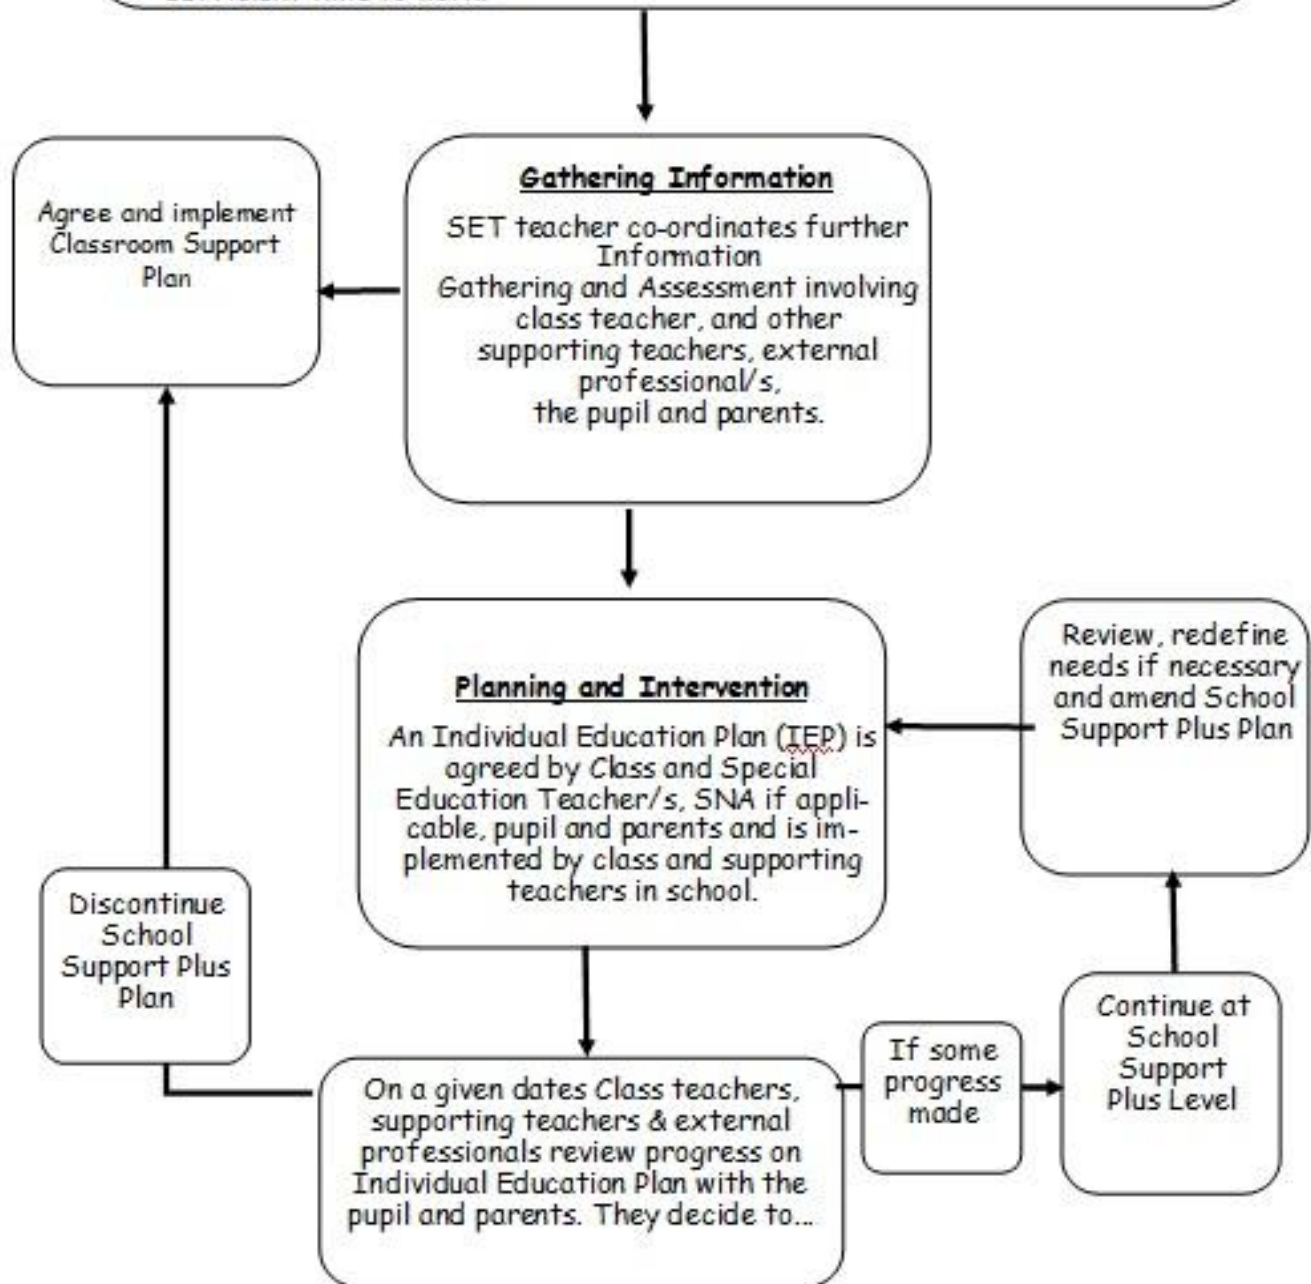 Gathering Information
SET teacher co-ordinates further
Information
Gathering and Assessment involving
class teacher, and other
supporting teachers, external
professional/s,
the pupil and parents.
Agree and implement
Classroom Support
Plan
Planning and Intervention
An Individual Education Plan (IEP) is
agreed by Class and Special
Education Teacher/s, SNA if appli-
cable, pupil and parents and is im-
plemented by class and supporting
teachers in school.
Review, redefine
needs if necessary
and amend School
Support Plus Plan
Discontinue
School
Support Plus
Plan
On a given dates Class teachers,
supporting teachers & external
professionals review progress on
Individual Education Plan with the
pupil and parents. They decide to...
If some
progress
made
Continue at
School
Support
Plus Level